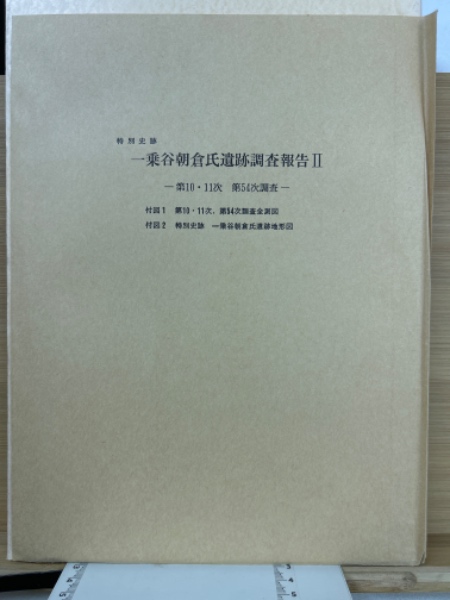 特別史跡
一乗谷朝倉氏遺跡調査報告II
―第10・11次 第54次調査―
付図1 第10・11次，第54次調査全測図
付図2 特別史跡 一乗谷朝倉氏遺跡地形図